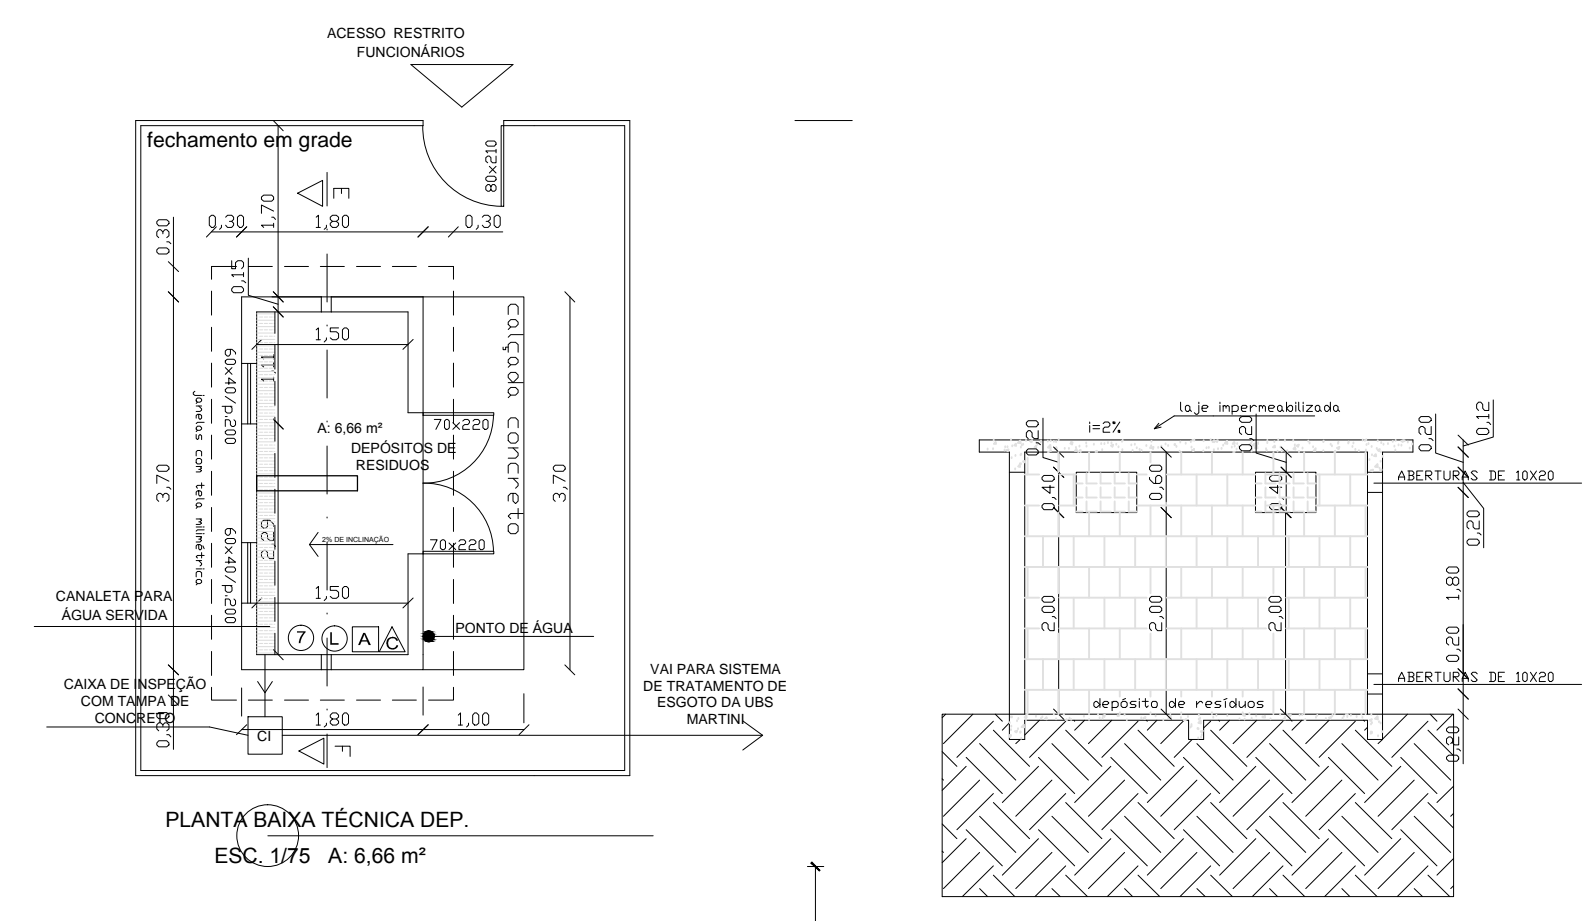 ACESSO RESTRITO
FUNCIONÁRIOS
fechamento em grade
80x210
E
1,70
0,30
1,80
0,30
0,30
0,15
1,50
1,11
60x40/p.200
janelas com tela milimétrica
calçada concreto
A: 6,66 m²
DEPÓSITOS DE
RESIDUOS
70x220
3,70
3,70
2,29
2% DE INCLINAÇÃO
70x220
60x40/p.200
1,50
CANALETA PARA
ÁGUA SERVIDA
7
L
A
C
PONTO DE ÁGUA
CAIXA DE INSPEÇÃO
COM TAMPA DE
CONCRETO
0,30
1,80
1,00
CI
F
VAI PARA SISTEMA
DE TRATAMENTO DE
ESGOTO DA UBS
MARTINI
PLANTA BAIXA TÉCNICA DEP.
ESC. 1/75 A: 6,66 m²
laje impermeabilizada
i=2%
0,20
0,20
0,20
0,12
0,40
0,60
0,40
ABERTURAS DE 10X20
0,20
1,80
2,00
2,00
2,00
0,20
ABERTURAS DE 10X20
depósito de resíduos
0,20